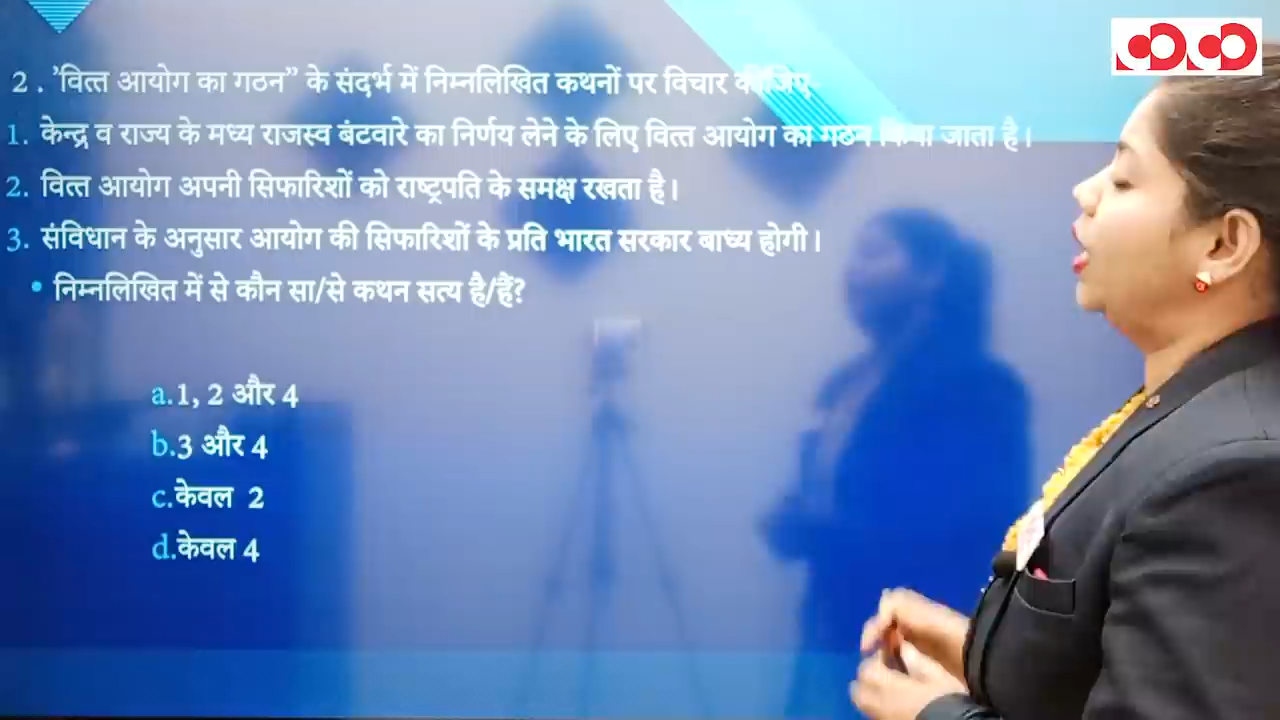 2 . ’वित्त आयोग का गठन” के संदर्भ में निम्नलिखित कथनों पर विचार कीजिए-
1. केन्द्र व राज्य के मध्य राजस्व बंटवारे का निर्णय लेने के लिए वित्त आयोग का गठन किया जाता है।
2. वित्त आयोग अपनी सिफारिशों को राष्ट्रपति के समक्ष रखता है।
3. संविधान के अनुसार आयोग की सिफारिशों के प्रति भारत सरकार बाध्य होगी।
• निम्नलिखित में से कौन सा/से कथन सत्य है/हैं?
a.1, 2 और 4
b.3 और 4
c.केवल 2
d.केवल 4